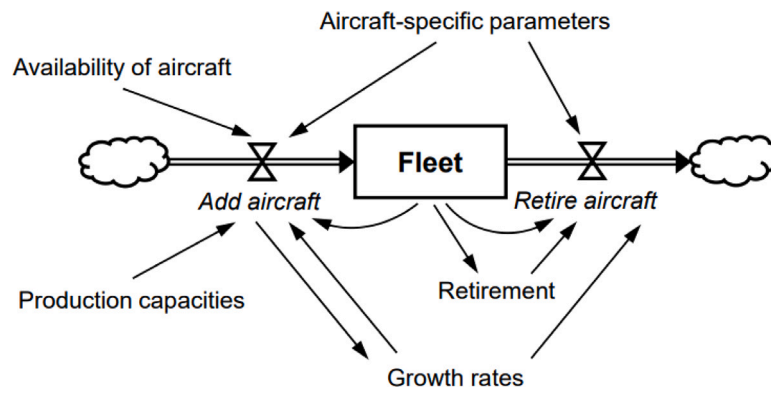 Aircraft-specific parameters
Availability of aircraft
Fleet
Add aircraft
Retire aircraft
Production capacities
Retirement
Growth rates